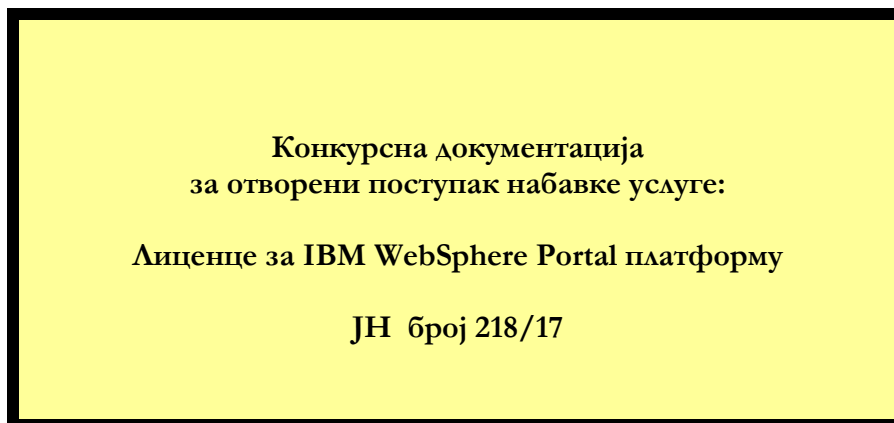 Конкурсна документација
за отворени поступак набавке услуге:
Лиценце за IBM WebSphere Portal платформу
ЈН број 218/17